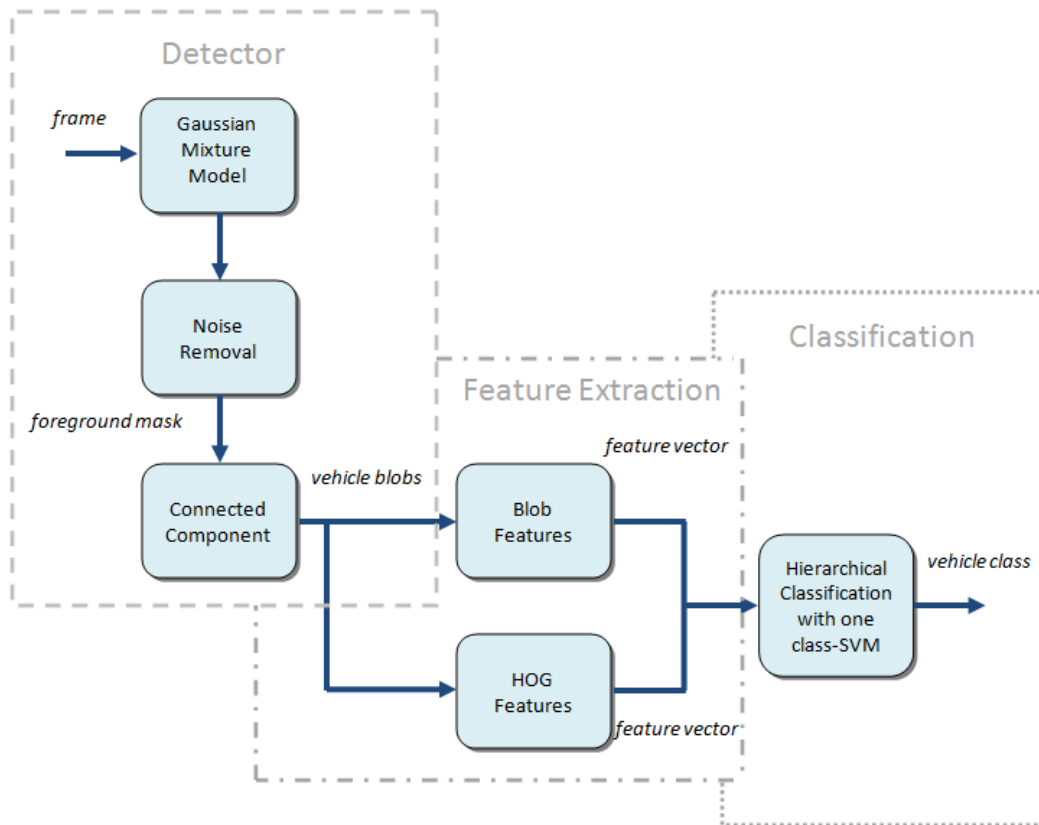 Detector
frame
Gaussian
Mixture
Model
Noise
Removal
foreground mask
Connected
Component
vehicle blobs
Feature Extraction
feature vector
Blob
Features
HOG
Features
feature vector
Classification
Hierarchical
Classification
with one
class-SVM
vehicle class